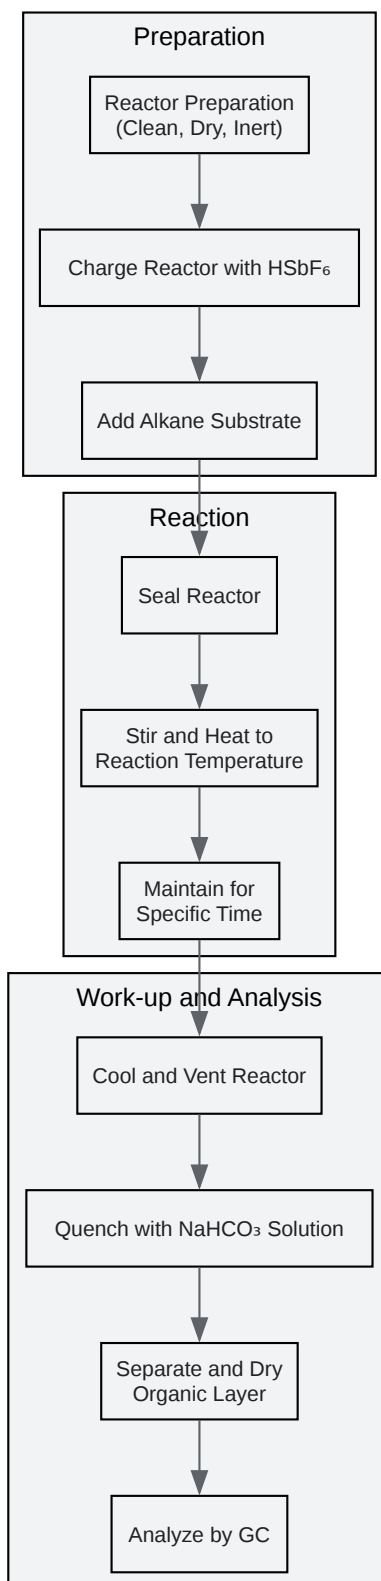 Preparation
Reactor Preparation
(Clean, Dry, Inert)
Charge Reactor with HSbF₆
Add Alkane Substrate
Reaction
Seal Reactor
Stir and Heat to
Reaction Temperature
Maintain for
Specific Time
Work-up and Analysis
Cool and Vent Reactor
Quench with NaHCO₃ Solution
Separate and Dry
Organic Layer
Analyze by GC